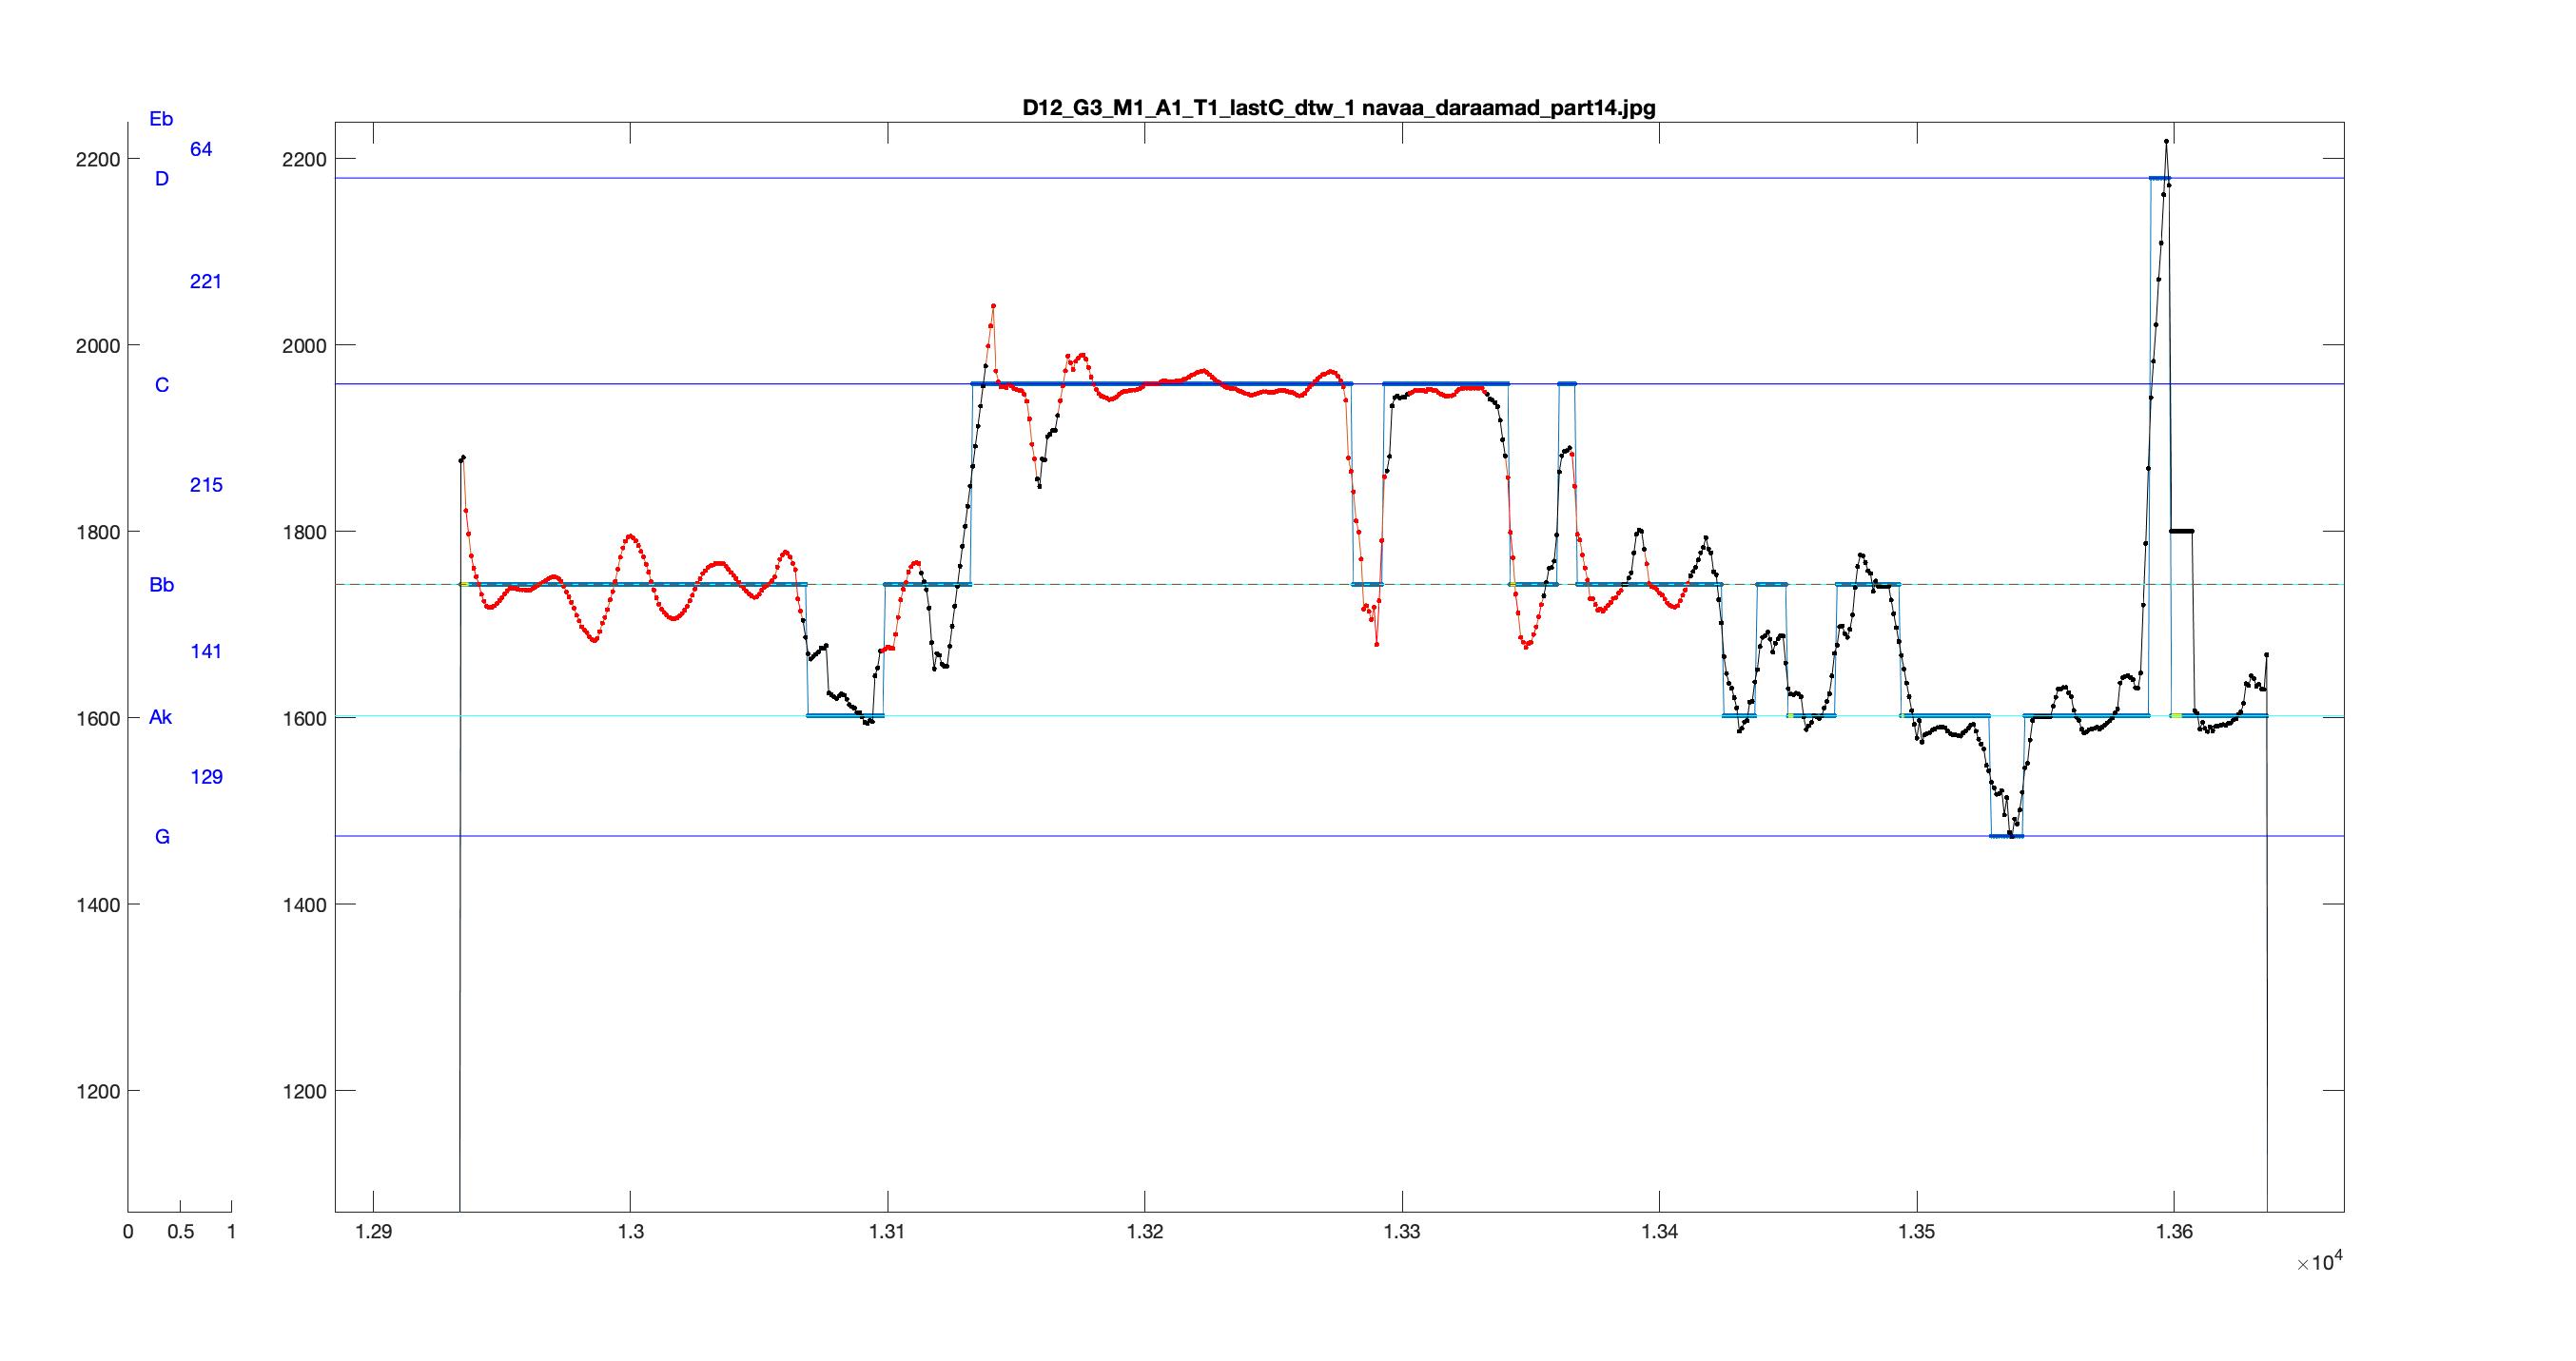 D12_G3_M1_A1_T1_lastC_dtw_1 navaa_daraamad_part14.jpg
Eb
64
2200 2200
D
221
2000 2000
C
215
1800 1800
Bb
141
1600 Ak 1600
129
G
1400 1400
1200 1200
0 0.5 1 1.29 1.3 1.31 1.32 1.33 1.34 1.35 1.36
×10⁴